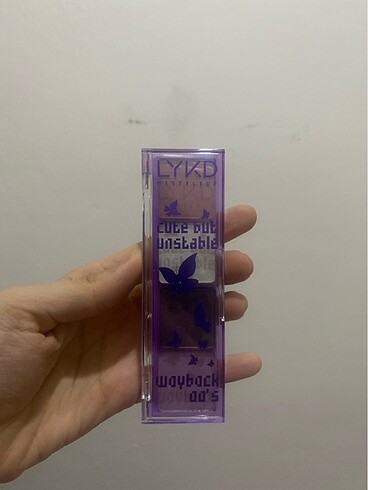 LYKD
cute but
unstable
wayback
00's